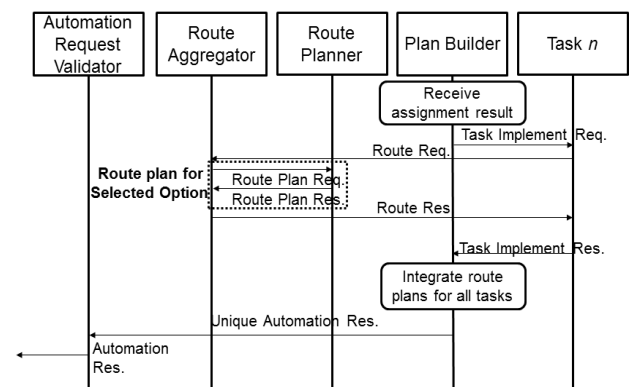 Automation
Request
Validator
Route
Aggregator
Route
Planner
Plan Builder
Task n
Receive
assignment result
Task Implement Req.
Route Req.
Route plan for
Selected Option
Route Plan Req.
Route Plan Res.
Route Res
Task Implement Res.
Integrate route
plans for all tasks
Unique Automation Res.
Automation
Res.